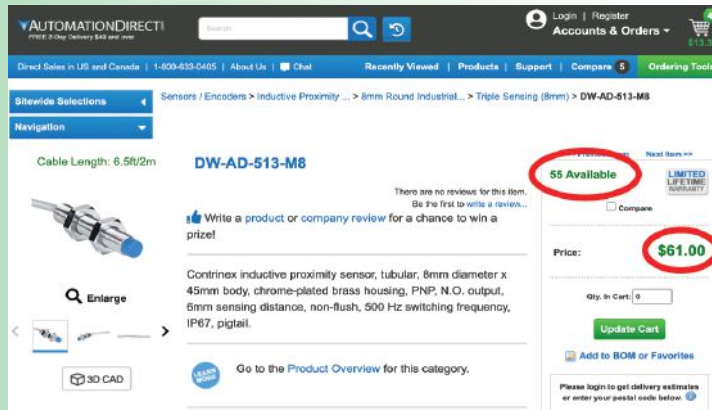 AUTOMATIONDIRECT
FREE 2-Day Delivery $49 and over
Search
Login | Register
Accounts & Orders
4
Direct Sales in US and Canada | 1-800-633-0405 | About Us | Chat
Recently Viewed | Products | Support | Compare 5
Ordering Tools
Sitewide Selections
Navigation
Sensors / Encoders > Inductive Proximity ... > 8mm Round Industrial... > Triple Sensing (8mm) > DW-AD-513-M8
Cable Length: 6.5ft/2m
Enlarge
3D CAD
DW-AD-513-M8
There are no reviews for this item.
Be the first to write a review...
Write a product or company review for a chance to win a
prize!
Contrinex inductive proximity sensor, tubular, 8mm diameter x
45mm body, chrome-plated brass housing, PNP, N.O. output,
6mm sensing distance, non-flush, 500 Hz switching frequency,
IP67, pigtail.
LEARN
MORE
Go to the Product Overview for this category.
Next Item >>
55 Available
LIMITED
LIFETIME
WARRANTY
Compare
Price:
$61.00
Qty. In Cart: 0
Update Cart
Add to BOM or Favorites
Please login to get delivery estimates
or enter your postal code below.